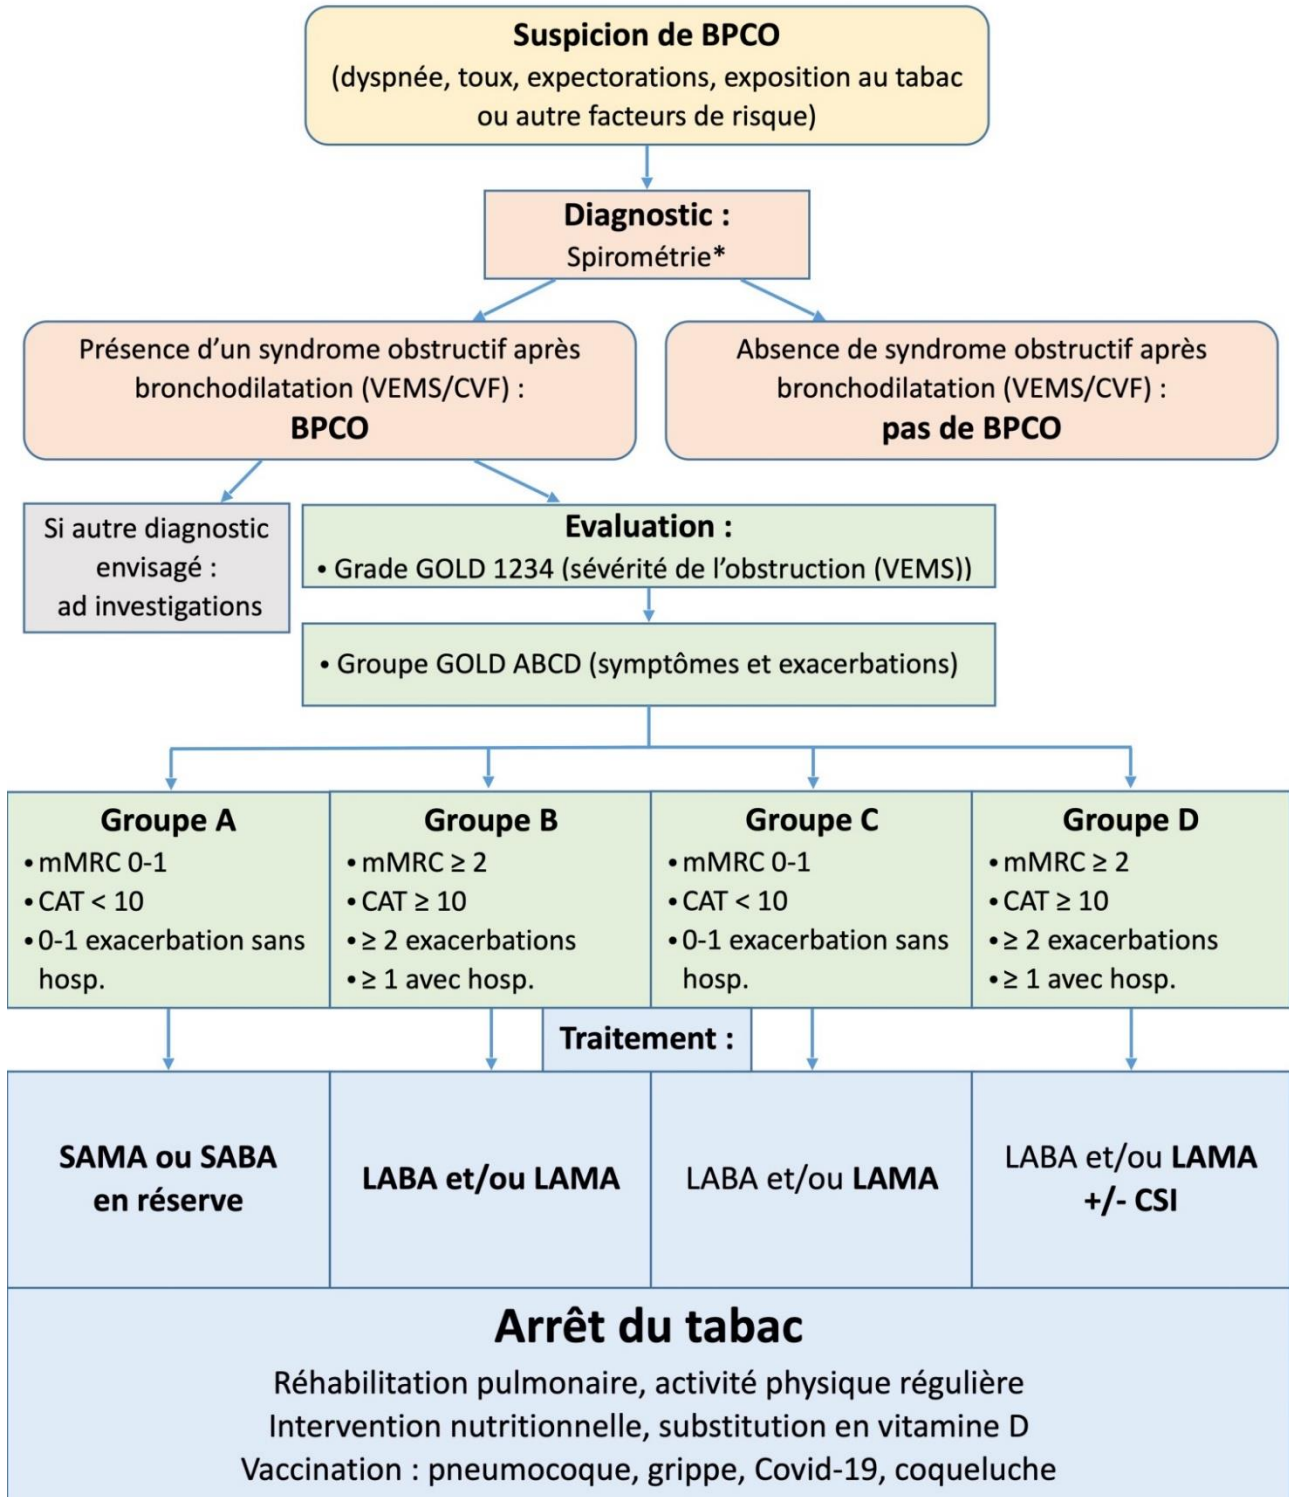 Suspicion de BPCO
(dyspnée, toux, expectorations, exposition au tabac
ou autre facteurs de risque)
Diagnostic :
Spirométrie*
Présence d’un syndrome obstructif après
bronchodilatation (VEMS/CVF) :
BPCO
Absence de syndrome obstructif après
bronchodilatation (VEMS/CVF) :
pas de BPCO
Si autre diagnostic
envisagé :
ad investigations
Evaluation :
• Grade GOLD 1234 (sévérité de l’obstruction (VEMS))
• Groupe GOLD ABCD (symptômes et exacerbations)
Groupe A
• mMRC 0-1
• CAT < 10
• 0-1 exacerbation sans
hosp.
Groupe B
• mMRC ≥ 2
• CAT ≥ 10
• ≥ 2 exacerbations
• ≥ 1 avec hosp.
Groupe C
• mMRC 0-1
• CAT < 10
• 0-1 exacerbation sans
hosp.
Groupe D
• mMRC ≥ 2
• CAT ≥ 10
• ≥ 2 exacerbations
• ≥ 1 avec hosp.
Traitement :
SAMA ou SABA
en réserve
LABA et/ou LAMA
LABA et/ou LAMA
LABA et/ou LAMA
+/- CSI
Arrêt du tabac
Réhabilitation pulmonaire, activité physique régulière
Intervention nutritionnelle, substitution en vitamine D
Vaccination : pneumocoque, grippe, Covid-19, coqueluche